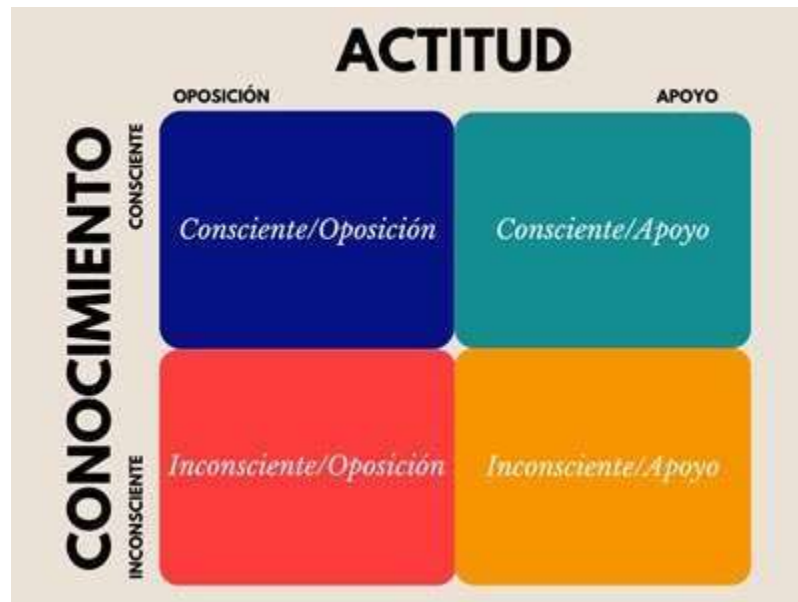 ACTITUD
OPOSICIÓN
APOYO
CONOCIMIENTO
CONSCIENTE
Consciente/Oposición
Consciente/Apoyo
INCONSCIENTE
Inconsciente/Oposición
Inconsciente/Apoyo